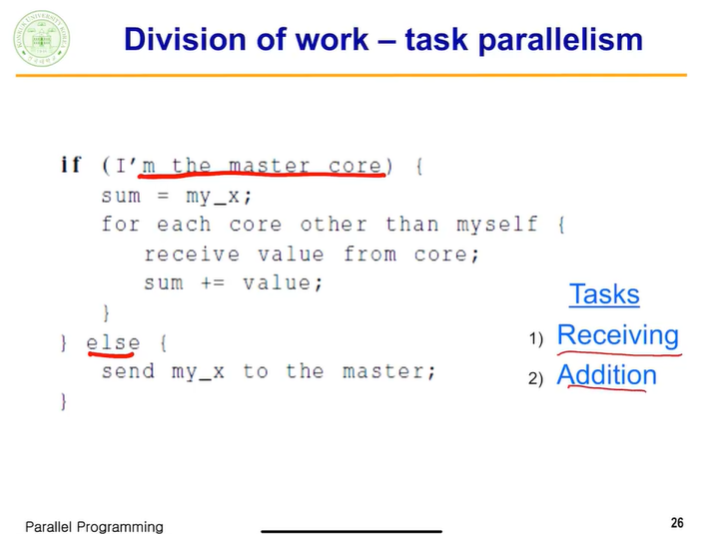 Division of work – task parallelism
if (I'm the master core) {
sum = my_x;
for each core other than myself {
receive value from core;
sum += value;
}
} else {
send my_x to the master;
}
Tasks
1) Receiving
2) Addition
Parallel Programming
26